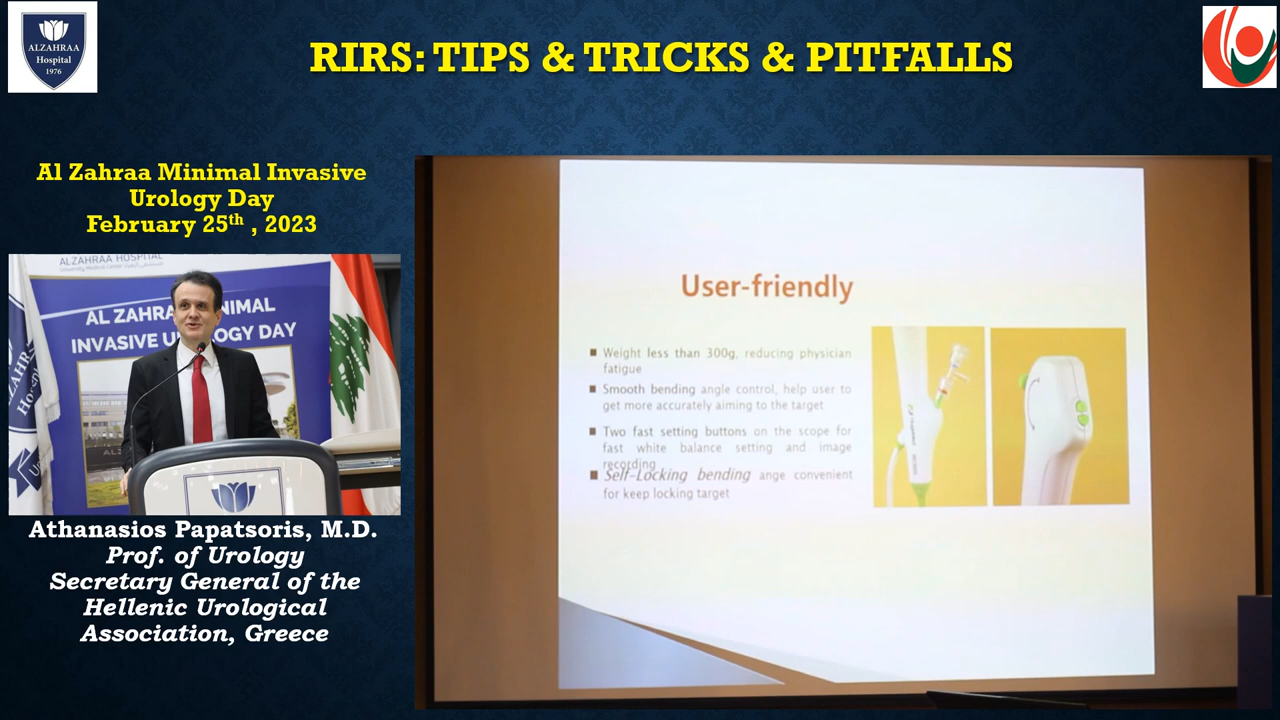 ALZAHRAA
Hospital
1976
RIRS: TIPS & TRICKS & PITFALLS
Al Zahraa Minimal Invasive
Urology Day
February 25th , 2023
ALZAHRAA HOSPITAL
AL ZAHRAA MINIMAL
INVASIVE UROLOGY DAY
Athanasios Papatsoris, M.D.
Prof. of Urology
Secretary General of the
Hellenic Urological
Association, Greece
User-friendly
■ Weight less than 300g, reducing physician
fatigue
■ Smooth bending angle control, help user to
get more accurately aiming to the target
■ Two fast setting buttons on the scope for
fast white balance setting and image
recording
■ Self-Locking bending ange convenient
for keep locking target